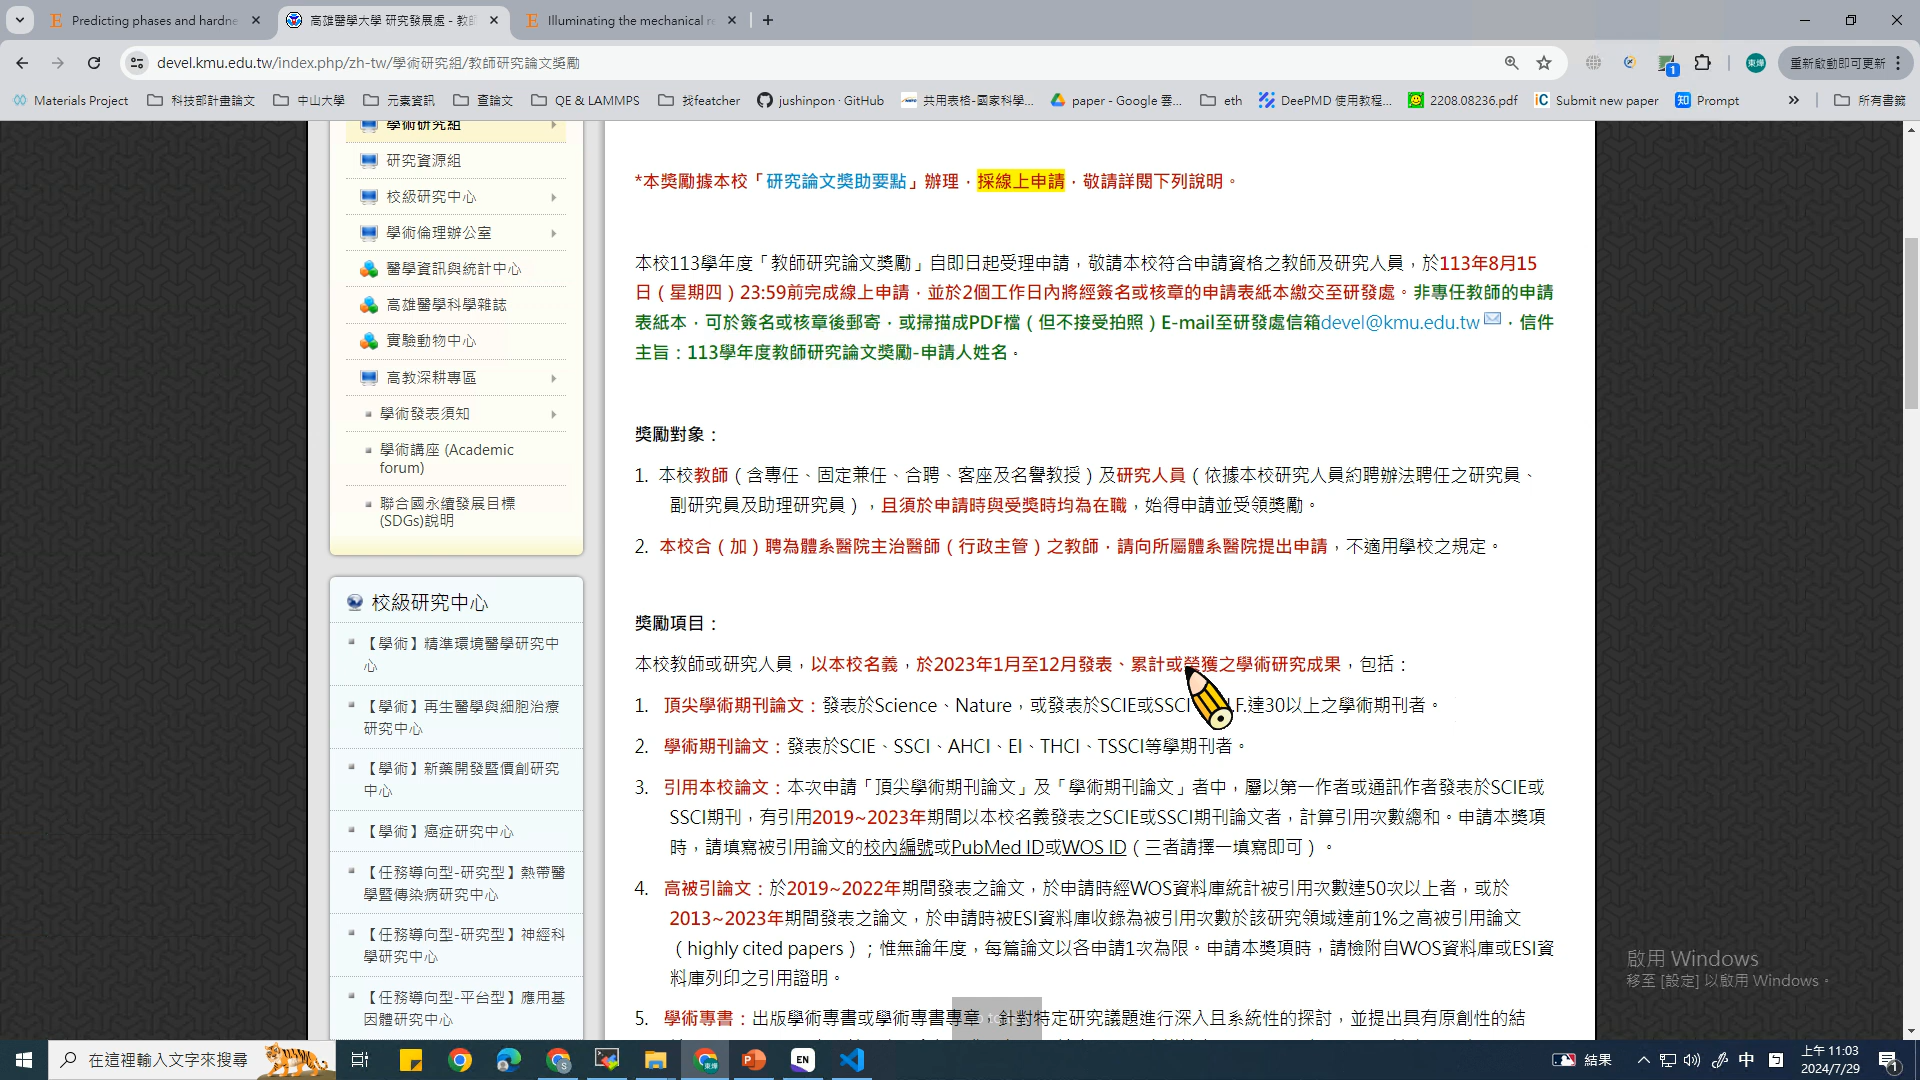 Predicting phases and hardne
高雄醫學大學 研究發展處 - 教師
Illuminating the mechanical re
devel.kmu.edu.tw/index.php/zh-tw/學術研究組/教師研究論文獎勵
東燁
重新啟動即可更新
Materials Project
科技部計畫論文
中山大學
元素資訊
查論文
QE & LAMMPS
找featcher
jushinpon · GitHub
共用表格-國家科學...
paper - Google 雲...
eth
DeePMD 使用教程...
2208.08236.pdf
Submit new paper
Prompt
所有書籤
學術研究組
研究資源組
校級研究中心
學術倫理辦公室
醫學資訊與統計中心
高雄醫學科學雜誌
實驗動物中心
高教深耕專區
學術發表須知
學術講座 (Academic
forum)
聯合國永續發展目標
(SDGs)說明
校級研究中心
【學術】精準環境醫學研究中
心
【學術】再生醫學與細胞治療
研究中心
【學術】新藥開發暨價創研究
中心
【學術】癌症研究中心
【任務導向型-研究型】熱帶醫
學暨傳染病研究中心
【任務導向型-研究型】神經科
學研究中心
【任務導向型-平台型】應用基
因體研究中心
*本獎勵據本校「研究論文獎助要點」辦理，採線上申請，敬請詳閱下列說明。
本校113學年度「教師研究論文獎勵」自即日起受理申請，敬請本校符合申請資格之教師及研究人員，於113年8月15
日（星期四）23:59前完成線上申請，並於2個工作日內將經簽名或核章的申請表紙本繳交至研發處。非專任教師的申請
表紙本，可於簽名或核章後郵寄，或掃描成PDF檔（但不接受拍照）E-mail至研發處信箱devel@kmu.edu.tw，信件
主旨：113學年度教師研究論文獎勵-申請人姓名。
獎勵對象：
1. 本校教師（含專任、固定兼任、合聘、客座及名譽教授）及研究人員（依據本校研究人員約聘辦法聘任之研究員、
副研究員及助理研究員），且須於申請時與受獎時均為在職，始得申請並受領獎勵。
2. 本校合（加）聘為體系醫院主治醫師（行政主管）之教師，請向所屬體系醫院提出申請，不適用學校之規定。
獎勵項目：
本校教師或研究人員，以本校名義，於2023年1月至12月發表、累計或榮獲之學術研究成果，包括：
1. 頂尖學術期刊論文：發表於Science、Nature，或發表於SCIE或SSCI .F.達30以上之學術期刊者。
2. 學術期刊論文：發表於SCIE、SSCI、AHCI、EI、THCI、TSSCI等學期刊者。
3. 引用本校論文：本次申請「頂尖學術期刊論文」及「學術期刊論文」者中，屬以第一作者或通訊作者發表於SCIE或
SSCI期刊，有引用2019~2023年期間以本校名義發表之SCIE或SSCI期刊論文者，計算引用次數總和。申請本獎項
時，請填寫被引用論文的校內編號或PubMed ID或WOS ID（三者請擇一填寫即可）。
4. 高被引論文：於2019~2022年期間發表之論文，於申請時經WOS資料庫統計被引用次數達50次以上者，或於
2013~2023年期間發表之論文，於申請時被ESI資料庫收錄為被引用次數於該研究領域達前1%之高被引用論文
（highly cited papers）；惟無論年度，每篇論文以各申請1次為限。申請本獎項時，請檢附自WOS資料庫或ESI資
料庫列印之引用證明。
5. 學術專書：出版學術專書或學術專書專章，針對特定研究議題進行深入且系統性的探討，並提出具有原創性的結
啟用 Windows
移至 [設定] 以啟用 Windows。
在這裡輸入文字來搜尋
EN
結果
中
上午 11:03
2024/7/29
1